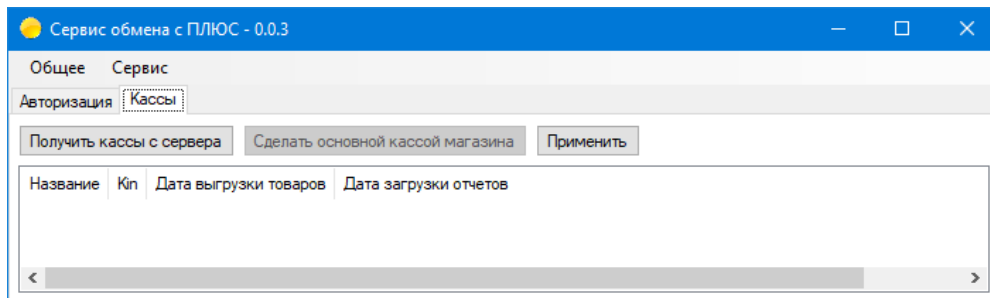 Сервис обмена с ПЛЮС - 0.0.3
Общее Сервис
Авторизация Кассы
Получить кассы с сервера Сделать основной кассой магазина Применить
Название Kin Дата выгрузки товаров Дата загрузки отчетов